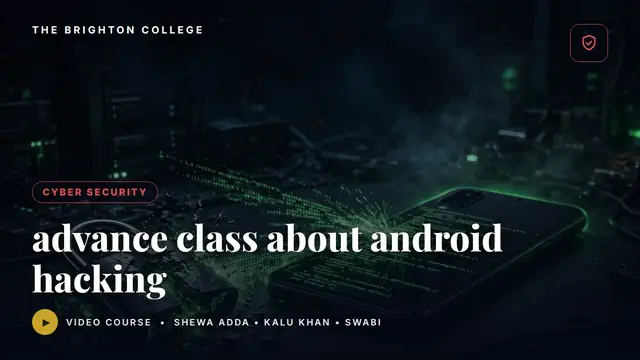 THE BRIGHTON COLLEGE
CYBER SECURITY
advance class about android
hacking
VIDEO COURSE • SHEWA ADDA • KALU KHAN • SWABI